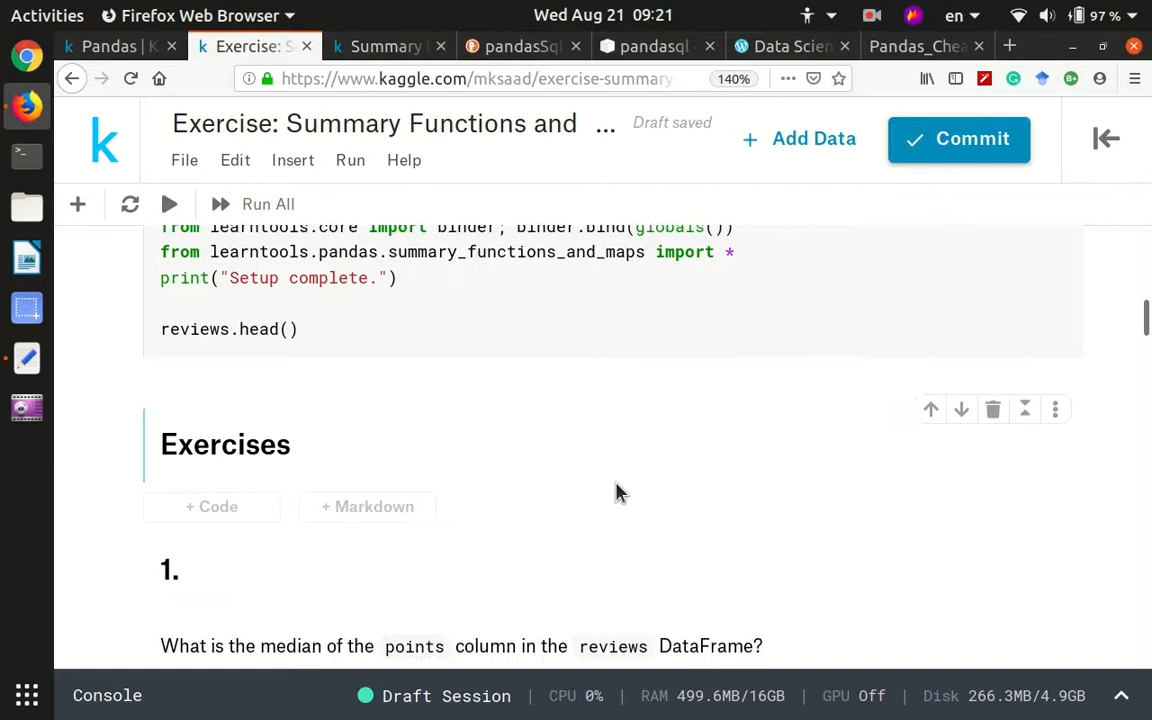 Activities
Firefox Web Browser
Wed Aug 21 09:21
en
97 %
Pandas | K
Exercise: S
Summary
pandasSql
pandasql
Data Scien
Pandas_Chea
https://www.kaggle.com/mksaad/exercise-summary-
140%
Exercise: Summary Functions and ...
Draft saved
+ Add Data
Commit
File Edit Insert Run Help
Run All
from learntools.core import binder; binder.bind(globals())
from learntools.pandas.summary_functions_and_maps import *
print("Setup complete.")
reviews.head()
Exercises
+ Code
+ Markdown
1.
What is the median of the points column in the reviews DataFrame?
Console
Draft Session | CPU 0% | RAM 499.6MB/16GB | GPU Off | Disk 266.3MB/4.9GB